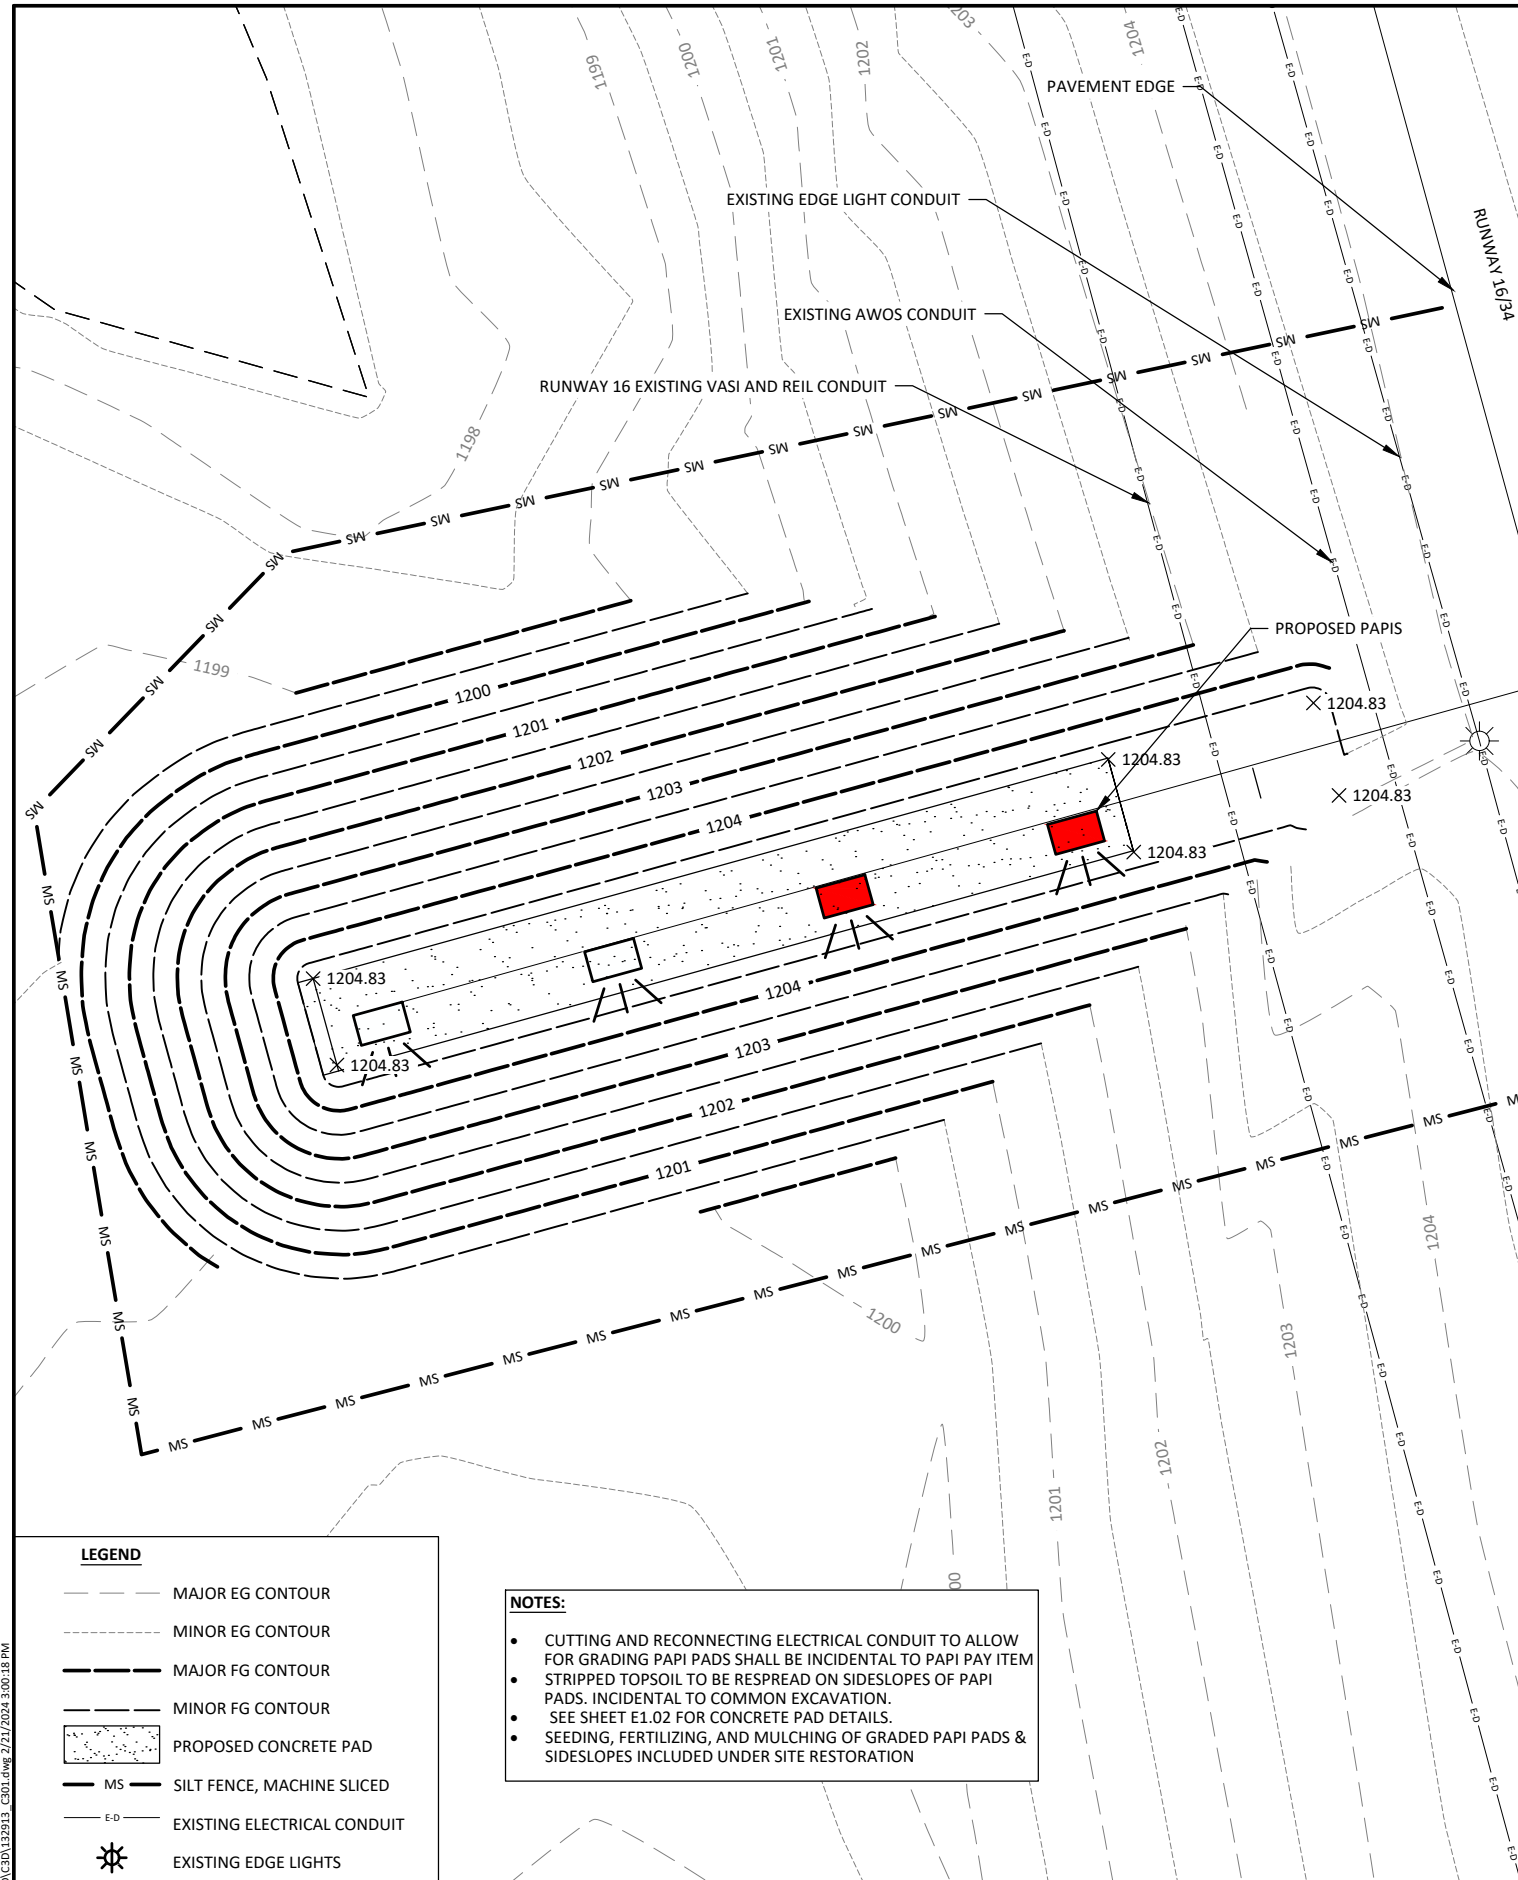 1199
1200
1201
1202
1203
1204
PAVEMENT EDGE
EXISTING EDGE LIGHT CONDUIT
RUNWAY 16/34
EXISTING AWOS CONDUIT
RUNWAY 16 EXISTING VASI AND REIL CONDUIT
1198
PROPOSED PAPIS
1199
1200
1201
1202
1203
1204
1204.83
1204.83
1204.83
1204.83
1204.83
1204.83
1204
1203
1202
1201
1200
1204
1203
1202
1201
00
MS
E-D
LEGEND
MAJOR EG CONTOUR
MINOR EG CONTOUR
MAJOR FG CONTOUR
MINOR FG CONTOUR
PROPOSED CONCRETE PAD
MS SILT FENCE, MACHINE SLICED
E-D EXISTING ELECTRICAL CONDUIT
EXISTING EDGE LIGHTS
NOTES:
• CUTTING AND RECONNECTING ELECTRICAL CONDUIT TO ALLOW
FOR GRADING PAPI PADS SHALL BE INCIDENTAL TO PAPI PAY ITEM
• STRIPPED TOPSOIL TO BE RESPREAD ON SIDESLOPES OF PAPI
PADS. INCIDENTAL TO COMMON EXCAVATION.
• SEE SHEET E1.02 FOR CONCRETE PAD DETAILS.
• SEEDING, FERTILIZING, AND MULCHING OF GRADED PAPI PADS &
SIDESLOPES INCLUDED UNDER SITE RESTORATION
\C3D\132913_C301.dwg 2/21/2024 3:00:18 PM